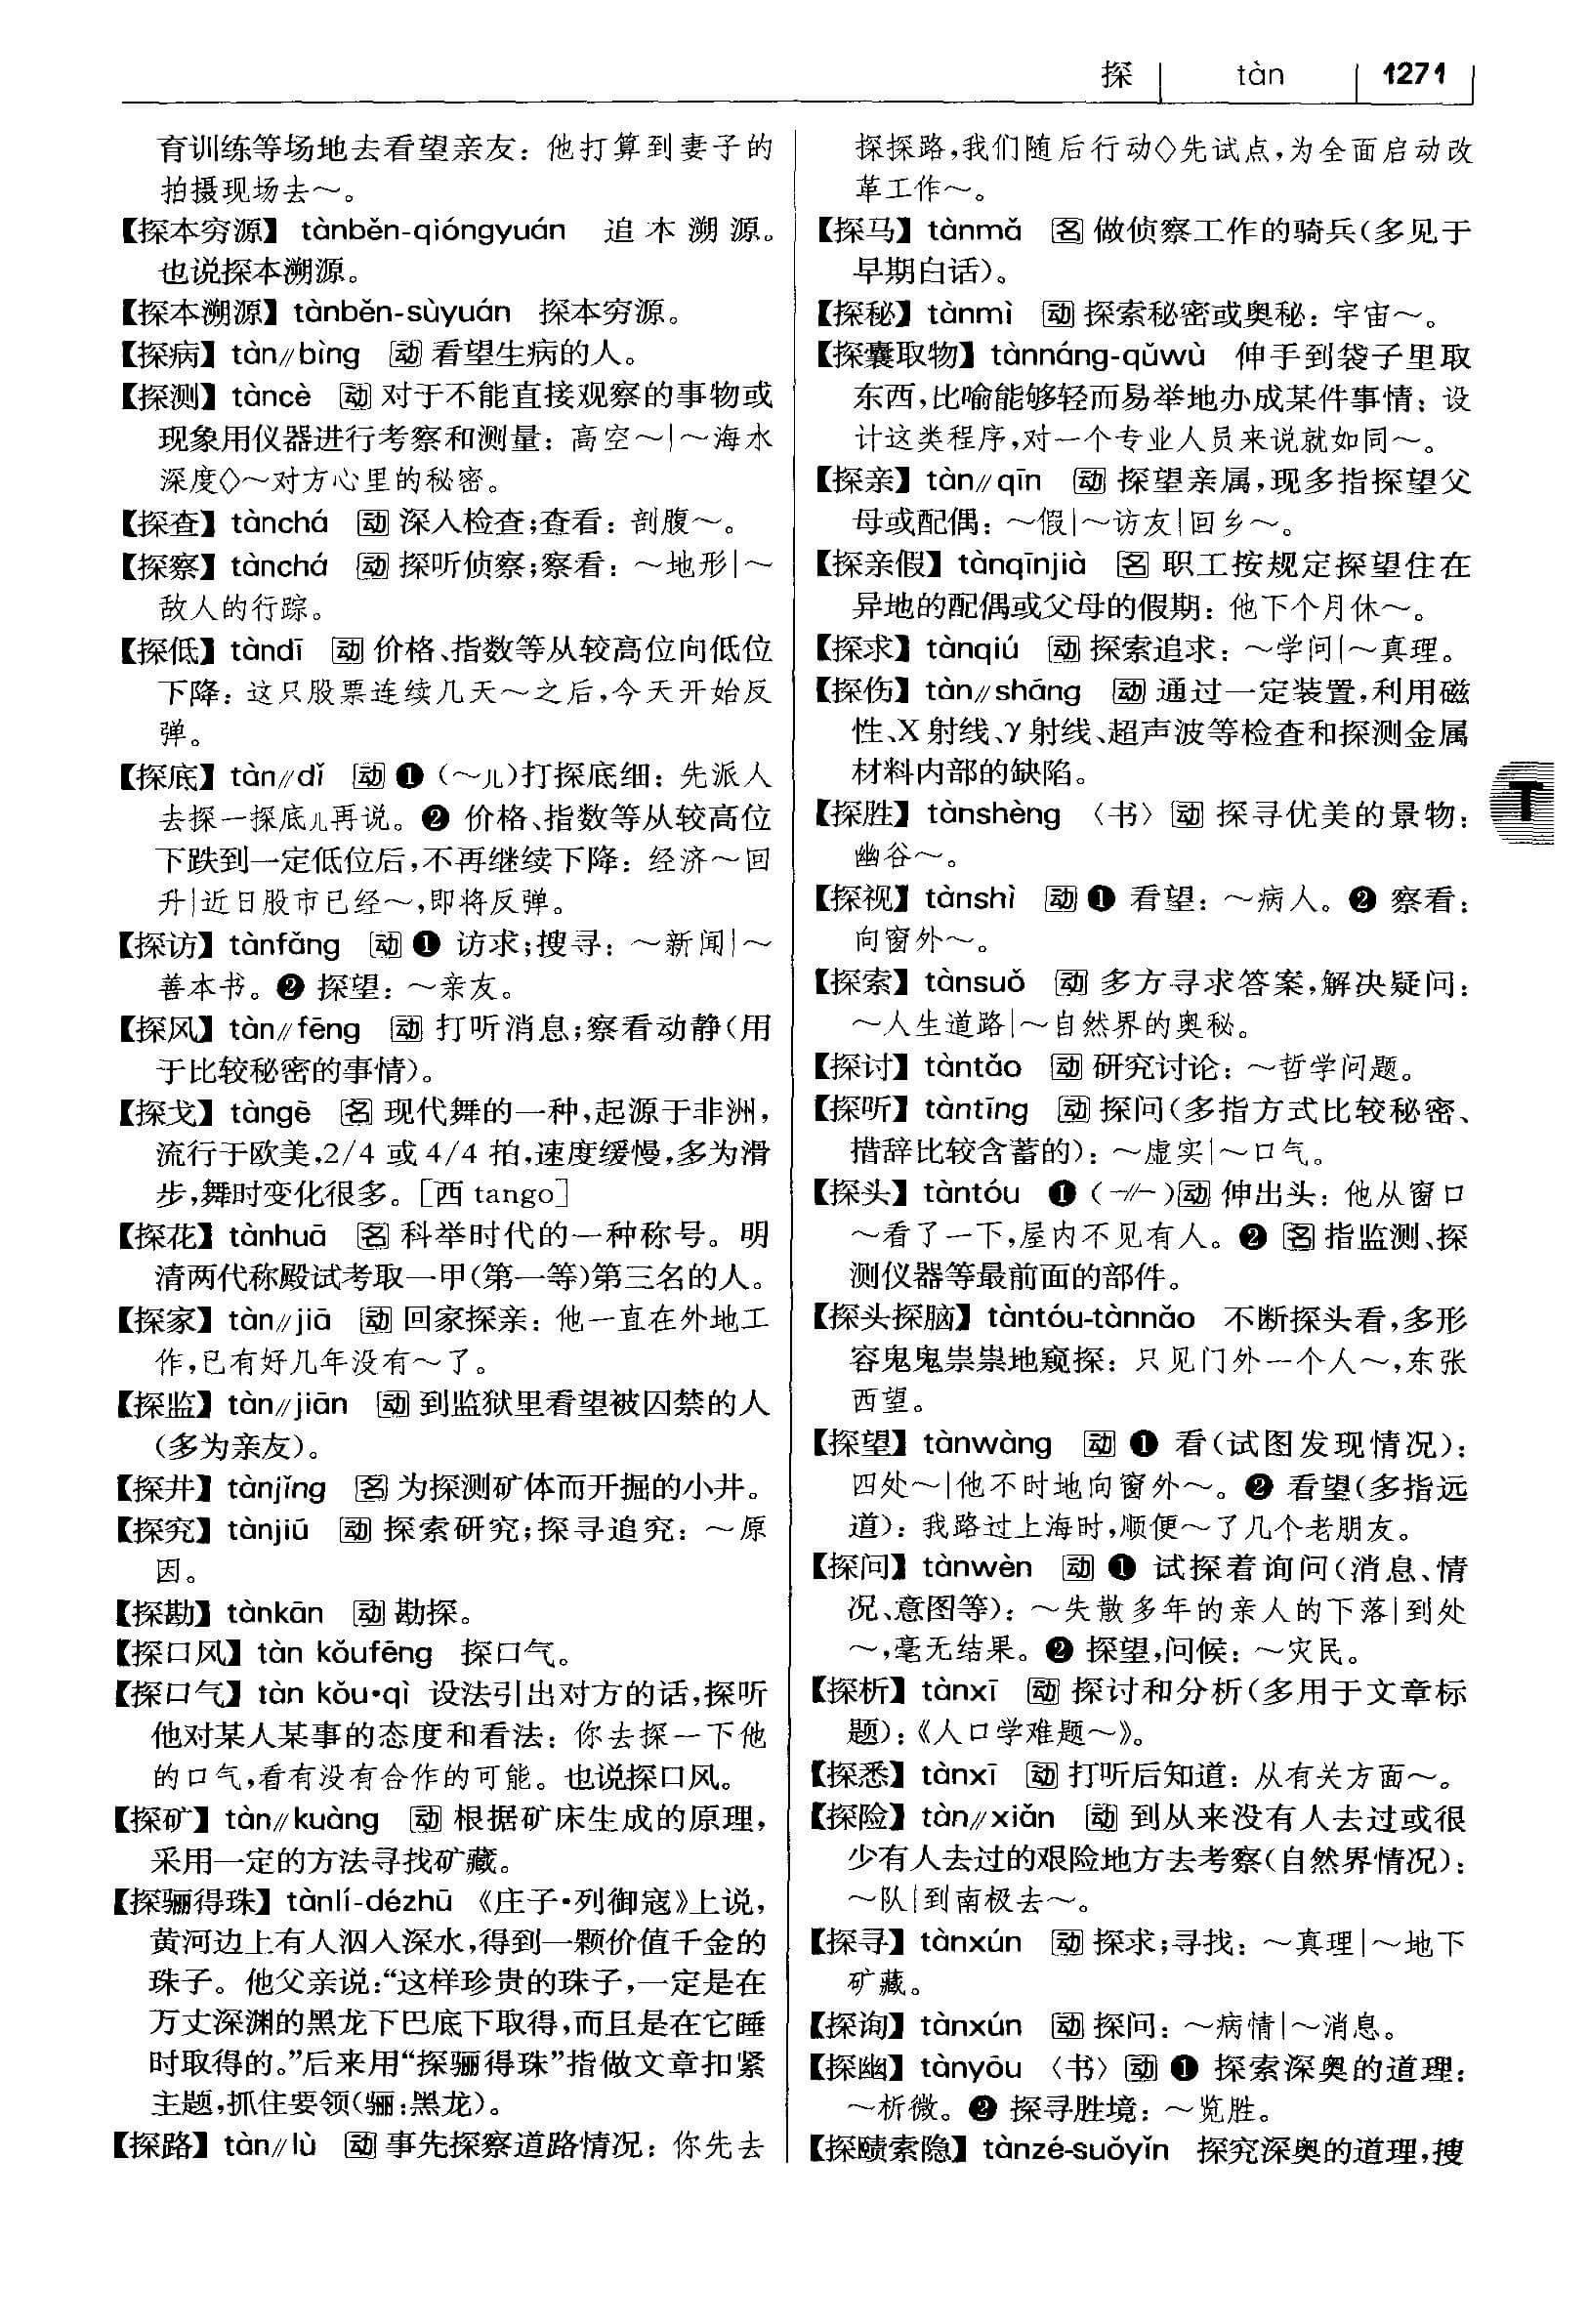 探 tàn 1271
育训练等场地去看望亲友：他打算到妻子的
拍摄现场去～。
【探本穷源】 tànběn-qióngyuán 追本溯源。
也说探本溯源。
【探本溯源】 tànběn-sùyuán 探本穷源。
【探病】 tàn∥bìng 动 看望生病的人。
【探测】 tàncè 动 对于不能直接观察的事物或
现象用仪器进行考察和测量：高空～|～海水
深度◇～对方心里的秘密。
【探查】 tànchá 动 深入检查；查看：剖腹～。
【探察】 tànchá 动 探听侦察；察看：～地形|～
敌人的行踪。
【探低】 tàndī 动 价格、指数等从较高位向低位
下降：这只股票连续几天～之后，今天开始反
弹。
【探底】 tàn∥dǐ 动 ❶（～儿）打探底细：先派人
去探一探底儿再说。❷ 价格、指数等从较高位
下跌到一定低位后，不再继续下降：经济～回
升|近日股市已经～，即将反弹。
【探访】 tànfǎng 动 ❶ 访求；搜寻：～新闻|～
善本书。❷ 探望：～亲友。
【探风】 tàn∥fēng 动 打听消息；察看动静（用
于比较秘密的事情）。
【探戈】 tàngē 名 现代舞的一种，起源于非洲，
流行于欧美，2/4 或 4/4 拍，速度缓慢，多为滑
步，舞时变化很多。［西 tango］
【探花】 tànhuā 名 科举时代的一种称号。明
清两代称殿试考取一甲（第一等）第三名的人。
【探家】 tàn∥jiā 动 回家探亲：他一直在外地工
作，已有好几年没有～了。
【探监】 tàn∥jiān 动 到监狱里看望被囚禁的人
（多为亲友）。
【探井】 tànjǐng 名 为探测矿体而开掘的小井。
【探究】 tànjiū 动 探索研究；探寻追究：～原
因。
【探勘】 tànkān 动 勘探。
【探口风】 tàn kǒufēng 探口气。
【探口气】 tàn kǒu•qì 设法引出对方的话，探听
他对某人某事的态度和看法：你去探一下他
的口气，看有没有合作的可能。也说探口风。
【探矿】 tàn∥kuàng 动 根据矿床生成的原理，
采用一定的方法寻找矿藏。
【探骊得珠】 tànlí-dézhū 《庄子•列御寇》上说，
黄河边上有人泅入深水，得到一颗价值千金的
珠子。他父亲说：“这样珍贵的珠子，一定是在
万丈深渊的黑龙下巴底下取得，而且是在它睡
时取得的。”后来用“探骊得珠”指做文章扣紧
主题，抓住要领（骊：黑龙）。
【探路】 tàn∥lù 动 事先探察道路情况：你先去
探探路，我们随后行动◇先试点，为全面启动改
革工作～。
【探马】 tànmǎ 名 做侦察工作的骑兵（多见于
早期白话）。
【探秘】 tànmì 动 探索秘密或奥秘：宇宙～。
【探囊取物】 tànnáng-qǔwù 伸手到袋子里取
东西，比喻能够轻而易举地办成某件事情：设
计这类程序，对一个专业人员来说就如同～。
【探亲】 tàn∥qīn 动 探望亲属，现多指探望父
母或配偶：～假|～访友|回乡～。
【探亲假】 tànqīnjià 名 职工按规定探望住在
异地的配偶或父母的假期：他下个月休～。
【探求】 tànqiú 动 探索追求：～学问|～真理。
【探伤】 tàn∥shāng 动 通过一定装置，利用磁
性、X 射线、γ 射线、超声波等检查和探测金属
材料内部的缺陷。
【探胜】 tànshèng 〈书〉 动 探寻优美的景物：
幽谷～。
【探视】 tànshì 动 ❶ 看望：～病人。❷ 察看：
向窗外～。
【探索】 tànsuǒ 动 多方寻求答案，解决疑问：
～人生道路|～自然界的奥秘。
【探讨】 tàntǎo 动 研究讨论：～哲学问题。
【探听】 tàntīng 动 探问（多指方式比较秘密、
措辞比较含蓄的）：～虚实|～口气。
【探头】 tàntóu ❶（－∥－）动 伸出头：他从窗口
～看了一下，屋内不见有人。❷ 名 指监测、探
测仪器等最前面的部件。
【探头探脑】 tàntóu-tànnǎo 不断探头看，多形
容鬼鬼祟祟地窥探：只见门外一个人～，东张
西望。
【探望】 tànwàng 动 ❶ 看（试图发现情况）：
四处～|他不时地向窗外～。❷ 看望（多指远
道）：我路过上海时，顺便～了几个老朋友。
【探问】 tànwèn 动 ❶ 试探着询问（消息、情
况、意图等）：～失散多年的亲人的下落|到处
～，毫无结果。❷ 探望，问候：～灾民。
【探析】 tànxī 动 探讨和分析（多用于文章标
题）：《人口学难题～》。
【探悉】 tànxī 动 打听后知道：从有关方面～。
【探险】 tàn∥xiǎn 动 到从来没有人去过或很
少有人去过的艰险地方去考察（自然界情况）：
～队|到南极去～。
【探寻】 tànxún 动 探求；寻找：～真理|～地下
矿藏。
【探询】 tànxún 动 探问：～病情|～消息。
【探幽】 tànyōu 〈书〉 动 ❶ 探索深奥的道理：
～析微。❷ 探寻胜境：～览胜。
【探赜索隐】 tànzé-suǒyǐn 探究深奥的道理，搜
T